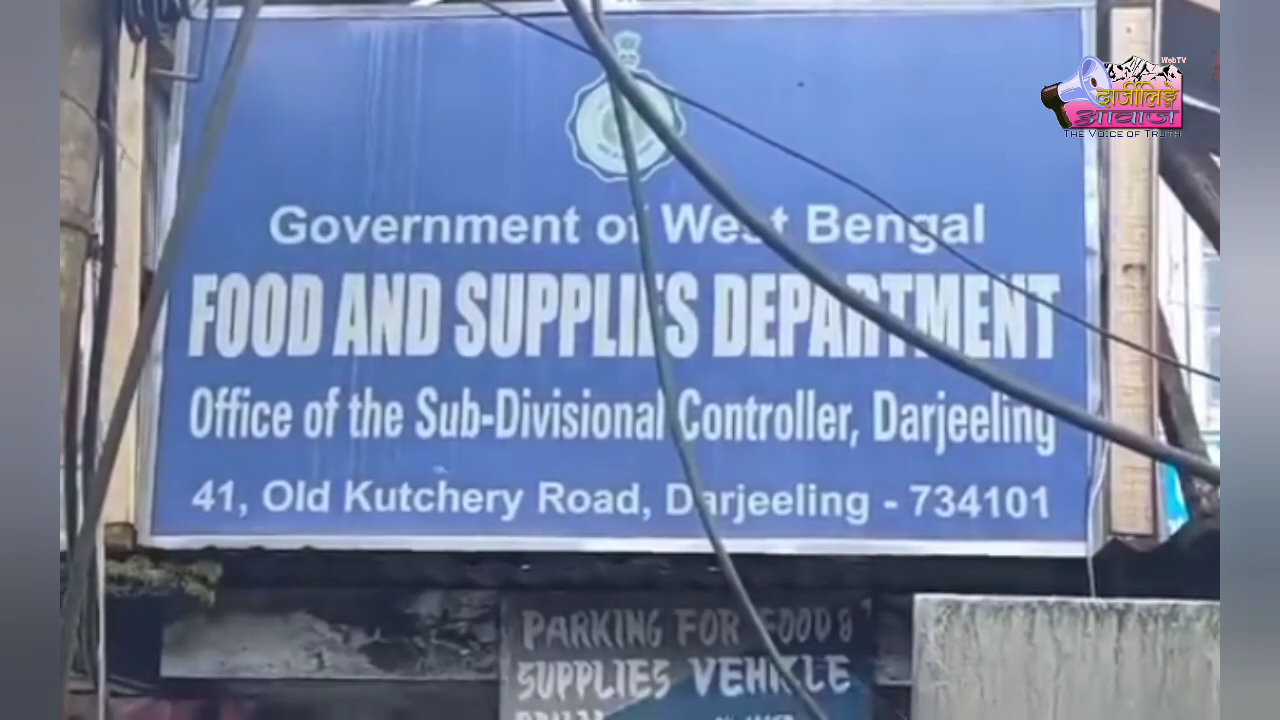 WebTV
दार्जीलिङ्गे
आवाज
THE VOICE OF TRUTH
Government of West Bengal
FOOD AND SUPPLIES DEPARTMENT
Office of the Sub-Divisional Controller, Darjeeling
41, Old Kutchery Road, Darjeeling - 734101
PARKING FOR FOOD &
SUPPLIES VEHICLE